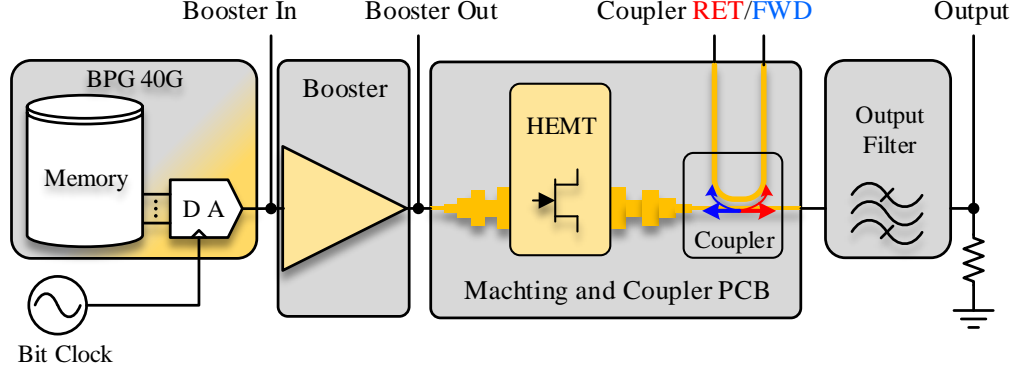 Booster In
Booster Out
Coupler RET/FWD
Output
BPG 40G
Memory
D A
Bit Clock
Booster
HEMT
Coupler
Machting and Coupler PCB
Output
Filter